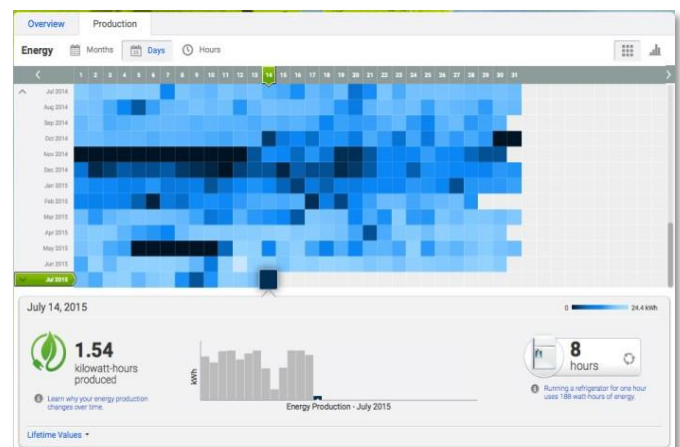 Overview Production
Energy Months Days Hours
1 2 3 4 5 6 7 8 9 10 11 12 13 14 15 16 17 18 19 20 21 22 23 24 25 26 27 28 29 30 31
Jul 2014
Aug 2014
Sep 2014
Oct 2014
Nov 2014
Dec 2014
Jan 2015
Feb 2015
Mar 2015
Apr 2015
May 2015
Jun 2015
Jul 2015
July 14, 2015
0 24.4 kWh
1.54
kilowatt-hours
produced
Learn why your energy production
changes over time.
kWh
Energy Production - July 2015
8
hours
Running a refrigerator for one hour
uses 188 watt-hours of energy.
Lifetime Values